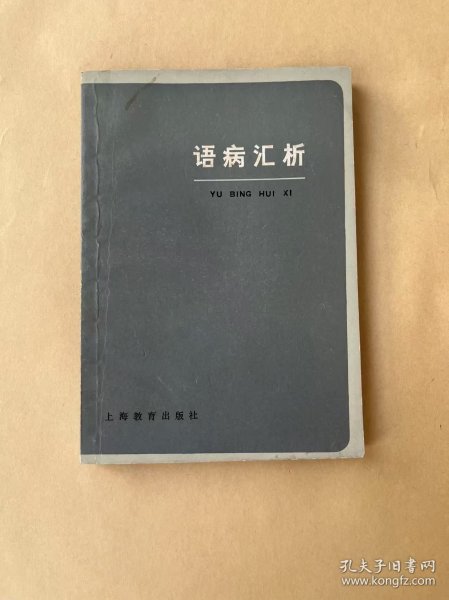 语病汇析
YU BING HUI XI
上海教育出版社
孔夫子旧书网
www.kongfz.com